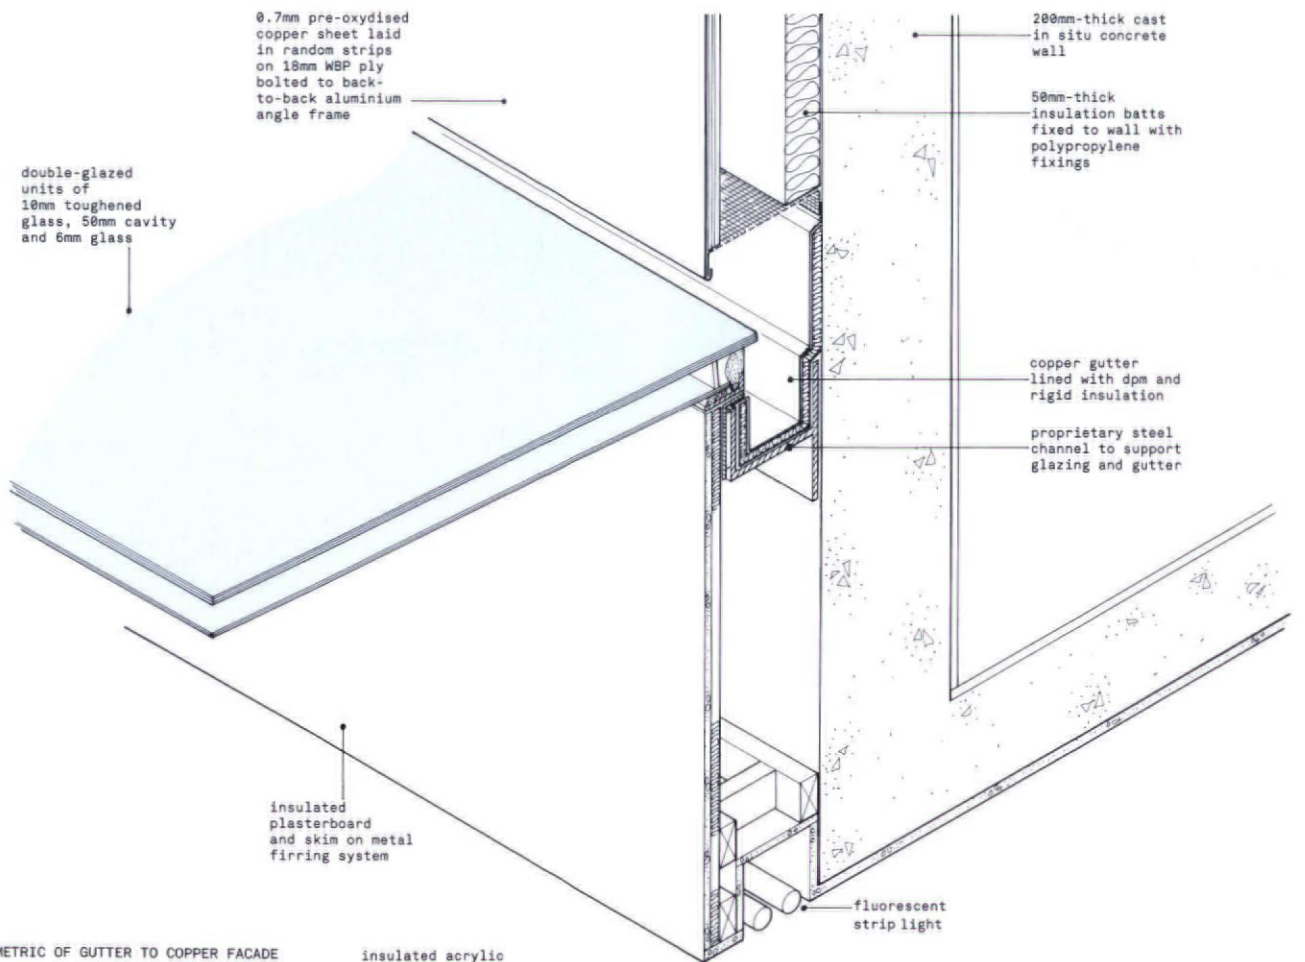 0.7mm pre-oxydised
copper sheet laid
in random strips
on 18mm WBP ply
bolted to back-
to-back aluminium
angle frame
200mm-thick cast
in situ concrete
wall
50mm-thick
insulation batts
fixed to wall with
polypropylene
fixings
double-glazed
units of
10mm toughened
glass, 50mm cavity
and 6mm glass
copper gutter
lined with dpm and
rigid insulation
proprietary steel
channel to support
glazing and gutter
insulated
plasterboard
and skim on metal
firring system
fluorescent
strip light
METRIC OF GUTTER TO COPPER FACADE
insulated acrylic